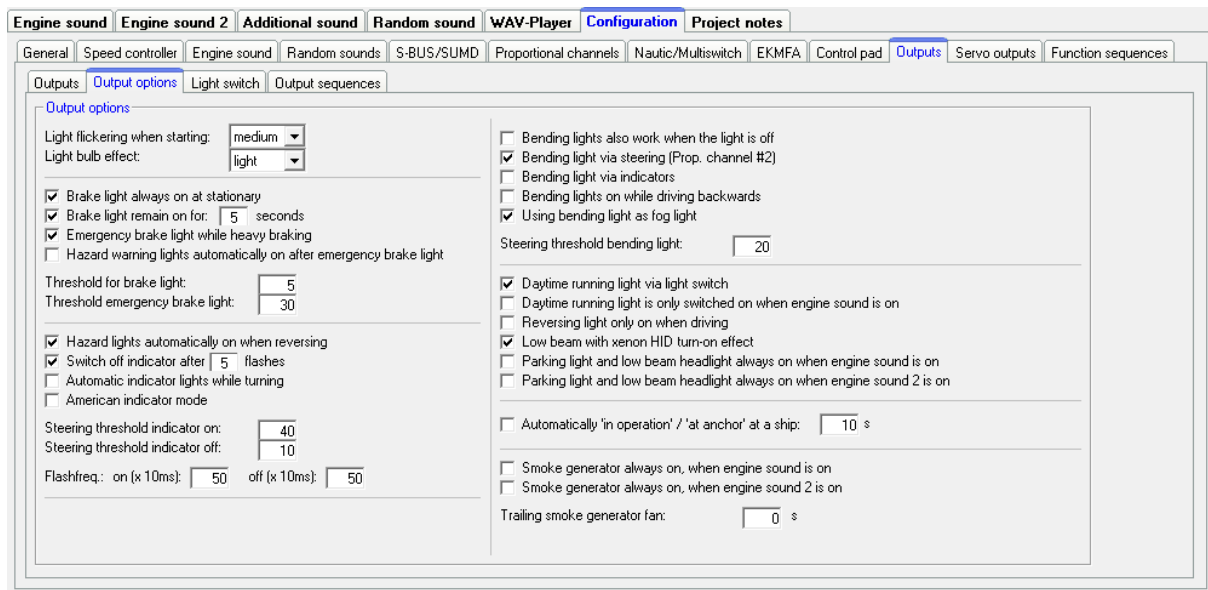 Engine sound Engine sound 2 Additional sound Random sound WAV-Player Configuration Project notes
General Speed controller Engine sound Random sounds S-BUS/SUMD Proportional channels Nautic/Multiswitch EKMFA Control pad Outputs Servo outputs Function sequences
Outputs Output options Light switch Output sequences
Output options
Light flickering when starting: medium
Light bulb effect: light
Brake light always on at stationary
Brake light remain on for: 5 seconds
Emergency brake light while heavy braking
Hazard warning lights automatically on after emergency brake light
Threshold for brake light: 5
Threshold emergency brake light: 30
Hazard lights automatically on when reversing
Switch off indicator after 5 flashes
Automatic indicator lights while turning
American indicator mode
Steering threshold indicator on: 40
Steering threshold indicator off: 10
Flashfreq.: on (x 10ms): 50 off (x 10ms): 50
Bending lights also work when the light is off
Bending light via steering (Prop. channel #2)
Bending light via indicators
Bending lights on while driving backwards
Using bending light as fog light
Steering threshold bending light: 20
Daytime running light via light switch
Daytime running light is only switched on when engine sound is on
Reversing light only on when driving
Low beam with xenon HID turn-on effect
Parking light and low beam headlight always on when engine sound is on
Parking light and low beam headlight always on when engine sound 2 is on
Automatically 'in operation' / 'at anchor' at a ship: 10 s
Smoke generator always on, when engine sound is on
Smoke generator always on, when engine sound 2 is on
Trailing smoke generator fan: 0 s